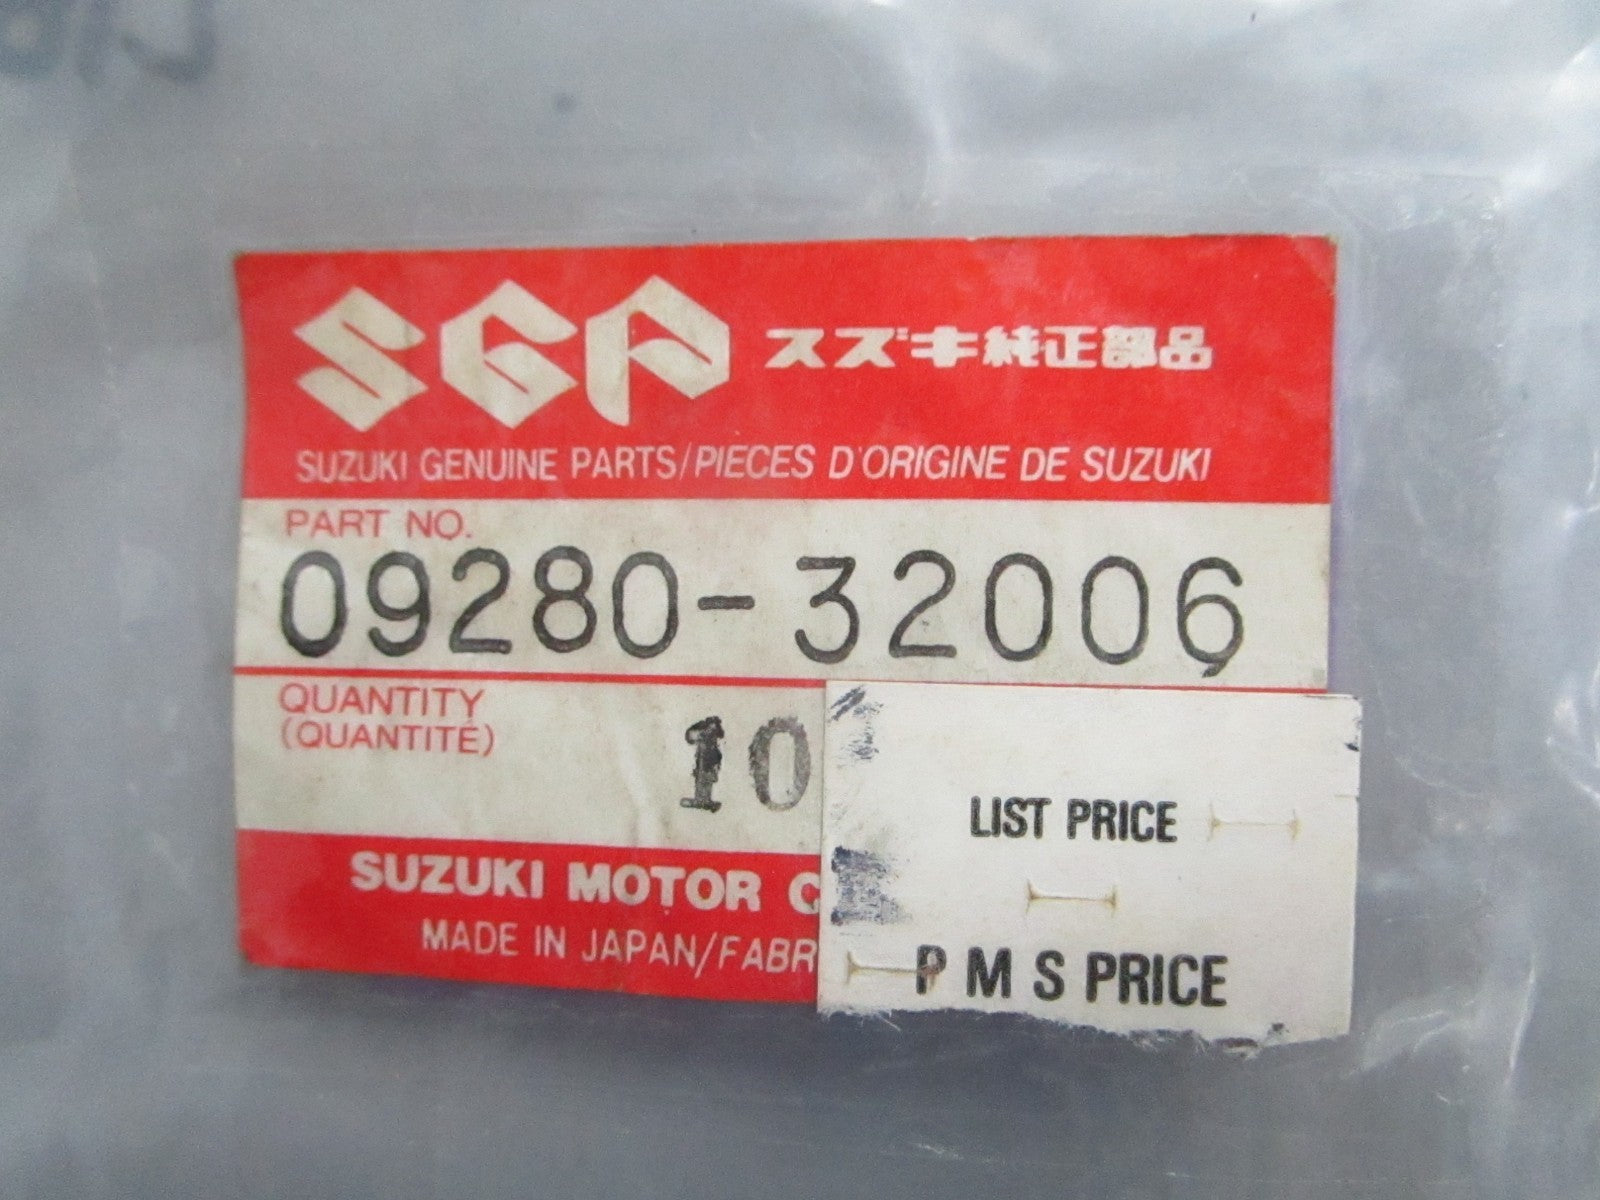 SGP スズキ純正部品
SUZUKI GENUINE PARTS/PIECES D'ORIGINE DE SUZUKI
PART NO.
09280-32006
QUANTITY
(QUANTITÉ)
10
SUZUKI MOTOR C
MADE IN JAPAN/FABR
LIST PRICE
P M S PRICE